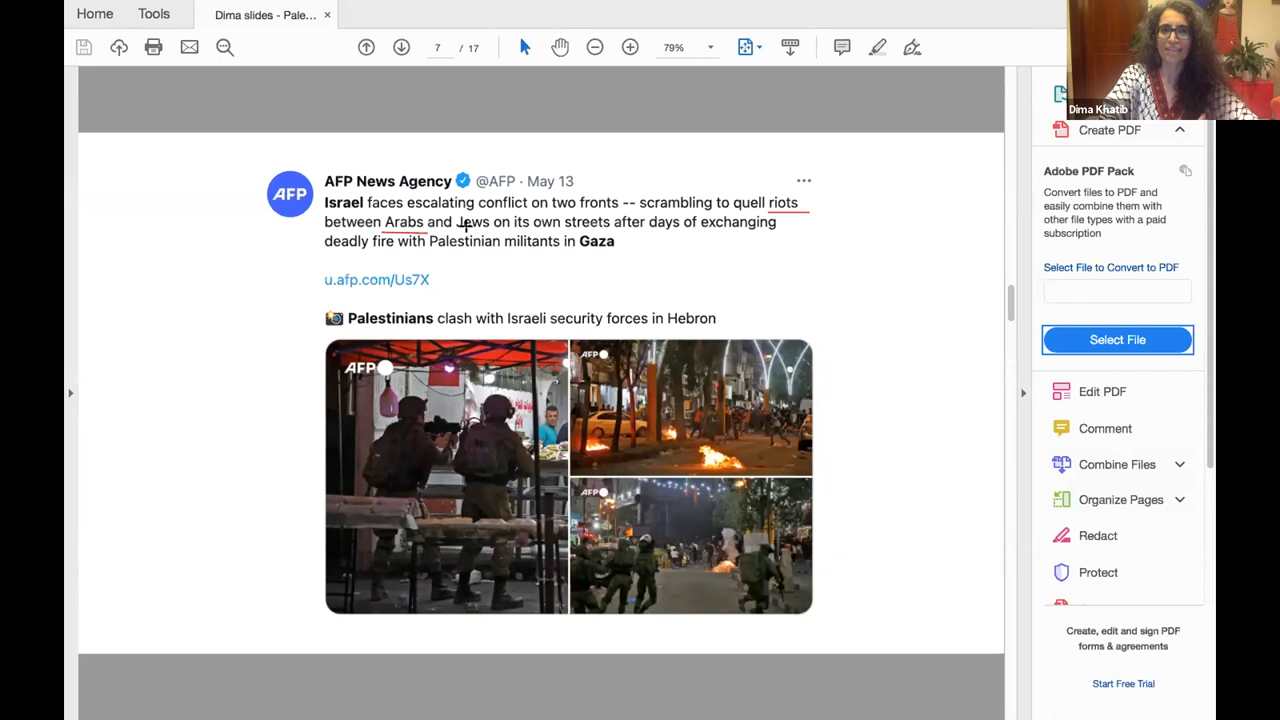 Home Tools Dima slides - Pale... ×
7 / 17 79%
Dima Khatib
AFP
AFP News Agency @AFP · May 13 ···
Israel faces escalating conflict on two fronts -- scrambling to quell riots
between Arabs and Jews on its own streets after days of exchanging
deadly fire with Palestinian militants in Gaza
u.afp.com/Us7X
📸 Palestinians clash with Israeli security forces in Hebron
AFP
AFP
AFP
Create PDF
Adobe PDF Pack
Convert files to PDF and
easily combine them with
other file types with a paid
subscription
Select File to Convert to PDF
Select File
Edit PDF
Comment
Combine Files
Organize Pages
Redact
Protect
Create, edit and sign PDF
forms & agreements
Start Free Trial